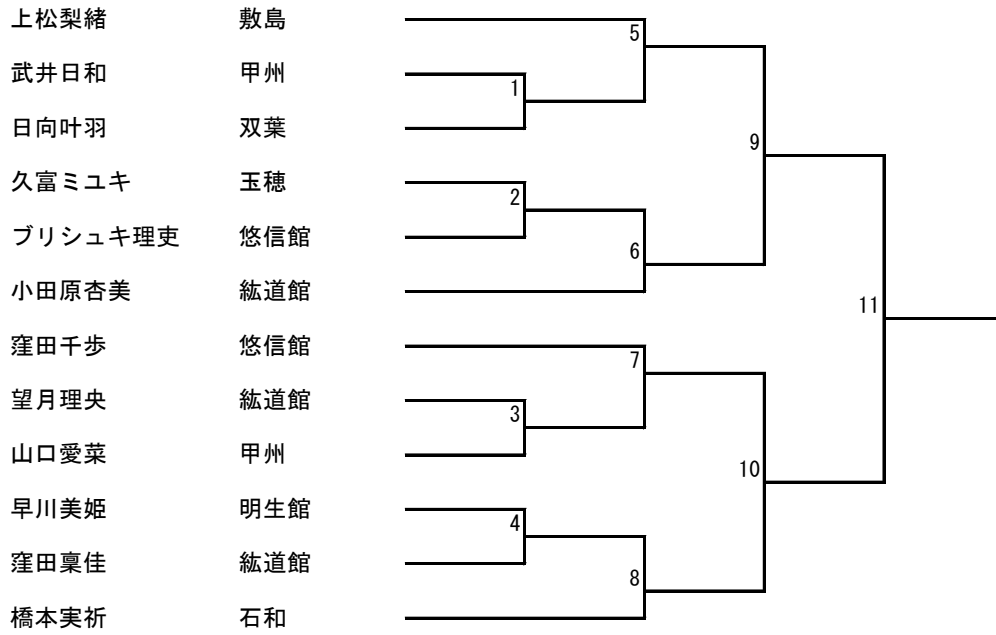 上松梨緒 敷島
5
武井日和 甲州
1
日向叶羽 双葉
9
久富ミユキ 玉穂
2
ブリシュキ理吏 悠信館
6
小田原杏美 紘道館
11
窪田千歩 悠信館
7
望月理央 紘道館
3
山口愛菜 甲州
10
早川美姫 明生館
4
窪田稟佳 紘道館
8
橋本実祈 石和